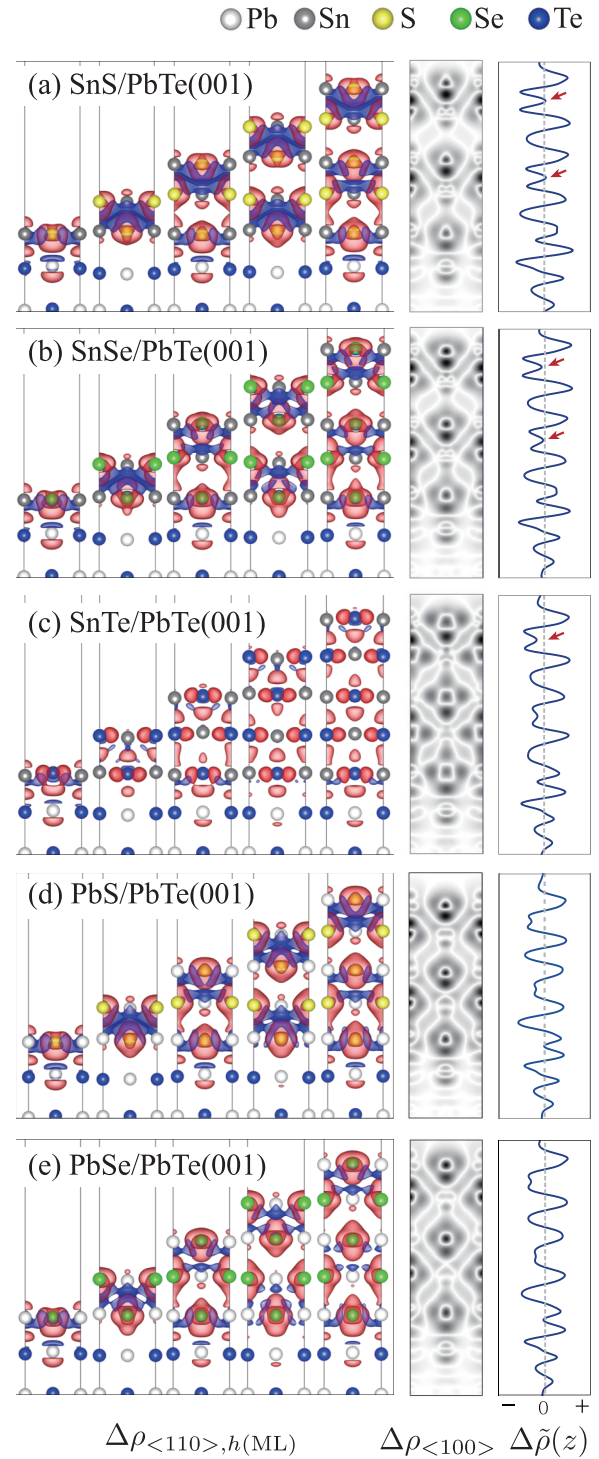 Pb Sn S Se Te
(a) SnS/PbTe(001)
(b) SnSe/PbTe(001)
(c) SnTe/PbTe(001)
(d) PbS/PbTe(001)
(e) PbSe/PbTe(001)
− 0 +
Δρ<110>,h(ML) Δρ<100> Δρ̃(z)